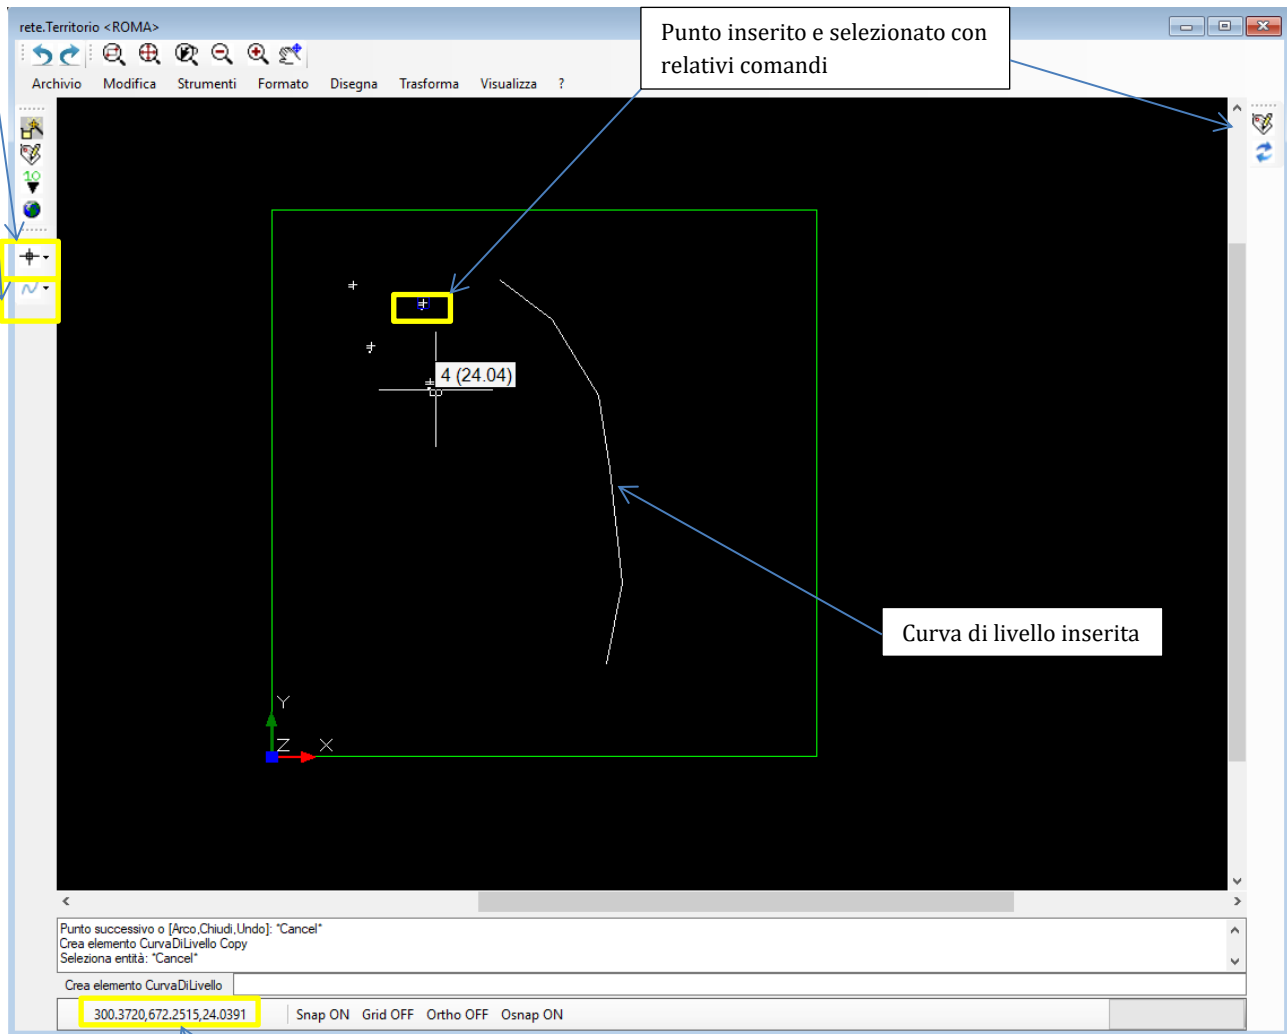 rete.Territorio <ROMA>
Punto inserito e selezionato con
relativi comandi
Archivio Modifica Strumenti Formato Disegna Trasforma Visualizza ?
10
4 (24.04)
Curva di livello inserita
Y
Z X
Punto successivo o [Arco,Chiudi,Undo]: *Cancel*
Crea elemento CurvaDiLivello Copy
Seleziona entità: *Cancel*
Crea elemento CurvaDiLivello
300.3720,672.2515,24.0391 Snap ON Grid OFF Ortho OFF Osnap ON